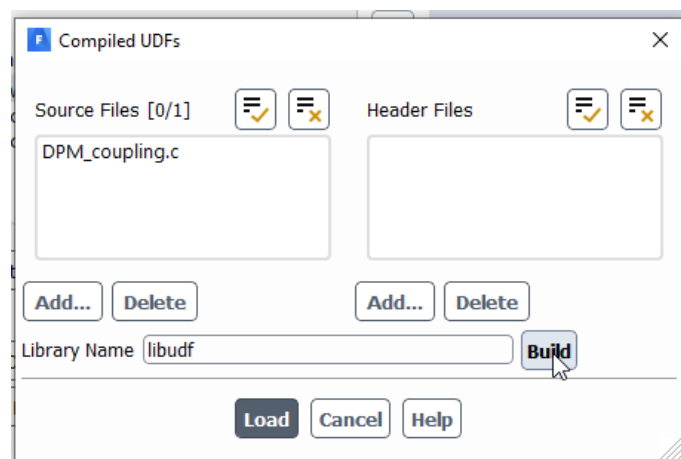 F Compiled UDFs
Source Files [0/1] Header Files
DPM_coupling.c
Add... Delete Add... Delete
Library Name libudf Build
Load Cancel Help